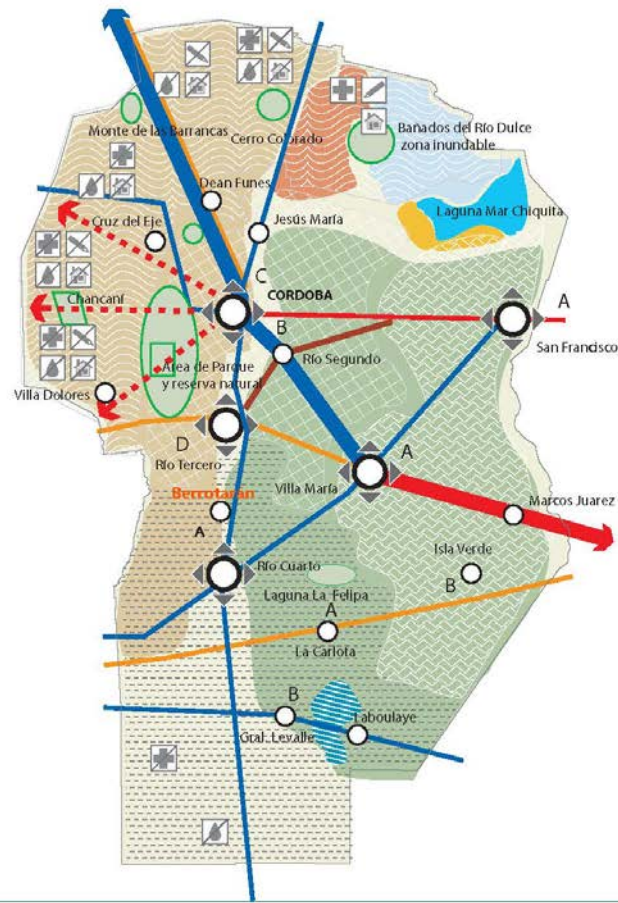 Monte de las Barrancas
Cerro Colorado
Bañados del Río Dulce
zona inundable
Dean Funes
Laguna Mar Chiquita
Cruz del Eje
Jesús María
C
CORDOBA
A
Chancaní
B
San Francisco
Río Segundo
Area de Parque
y reserva natural
Villa Dolores
D
A
Río Tercero
Villa María
Berrotarán
Marcos Juarez
A
Isla Verde
Río Cuarto
B
Laguna La Felipa
A
La Carlota
B
Laboulaye
Gral. Levalle